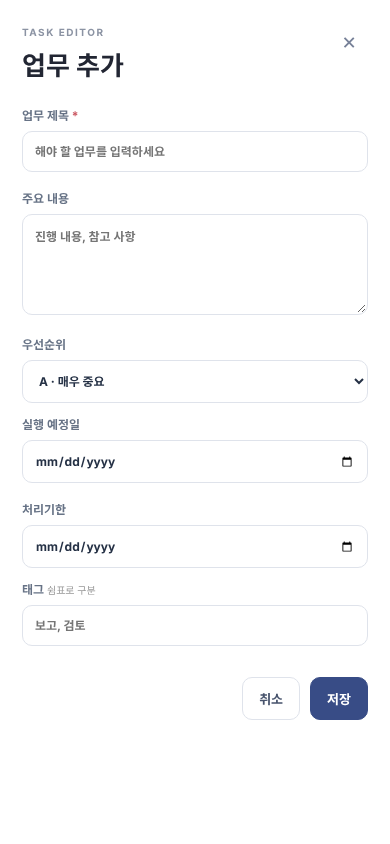 TASK EDITOR
업무 추가
×
업무 제목 *
해야 할 업무를 입력하세요
주요 내용
진행 내용, 참고 사항
우선순위
A · 매우 중요
실행 예정일
mm/dd/yyyy
처리기한
mm/dd/yyyy
태그 쉼표로 구분
보고, 검토
취소 저장